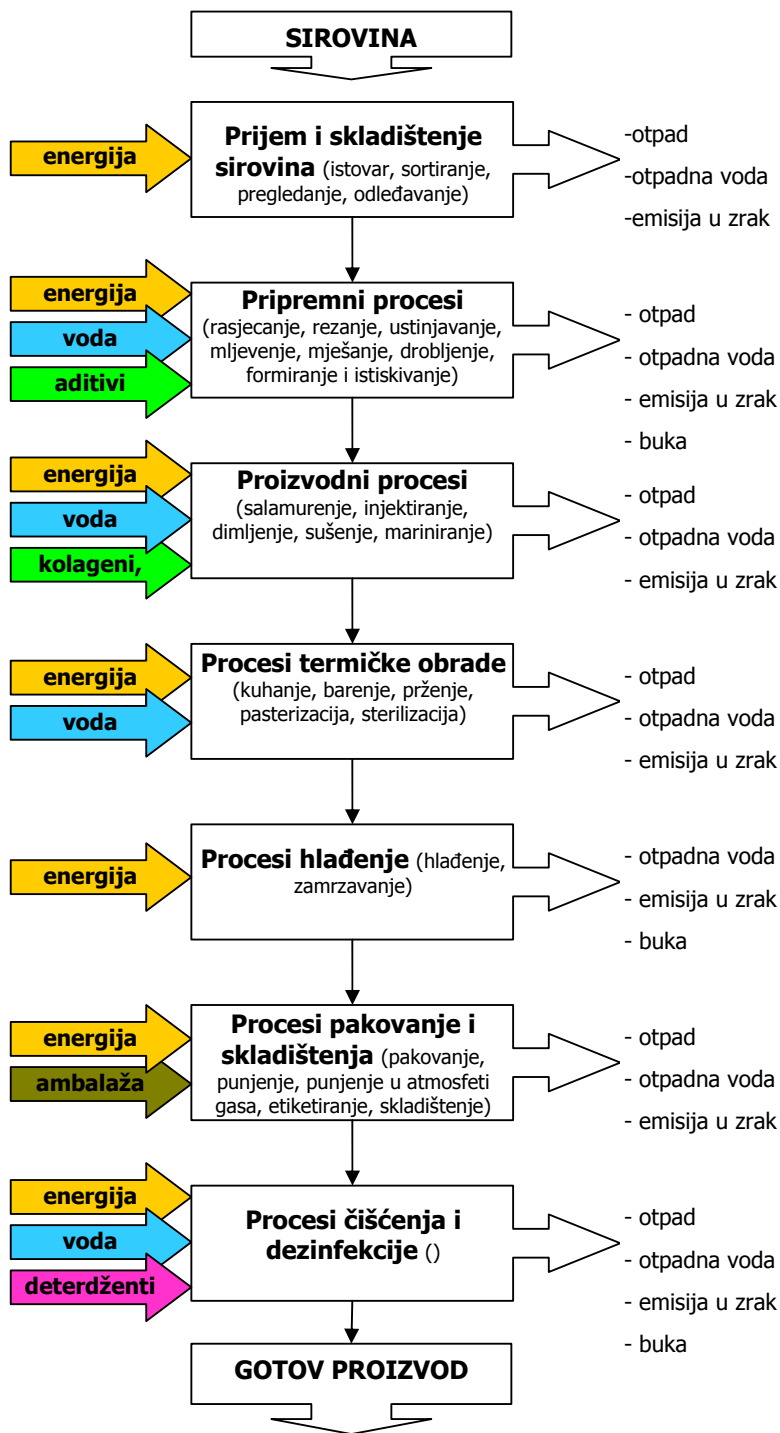 SIROVINA
energija
Prijem i skladištenje
sirovina (istovar, sortiranje,
pregledanje, odleđavanje)
-otpad
-otpadna voda
-emisija u zrak
energija
voda
aditivi
Pripremni procesi
(rasjecanje, rezanje, ustinjavanje,
mljevenje, mješanje, drobljenje,
formiranje i istiskivanje)
- otpad
- otpadna voda
- emisija u zrak
- buka
energija
voda
kolageni,
Proizvodni procesi
(salamurenje, injektiranje,
dimljenje, sušenje, mariniranje)
- otpad
- otpadna voda
- emisija u zrak
energija
voda
Procesi termičke obrade
(kuhanje, barenje, prženje,
pasterizacija, sterilizacija)
- otpad
- otpadna voda
- emisija u zrak
energija
Procesi hlađenje (hlađenje,
zamrzavanje)
- otpadna voda
- emisija u zrak
- buka
energija
ambalaža
Procesi pakovanje i
skladištenja (pakovanje,
punjenje, punjenje u atmosfeti
gasa, etiketiranje, skladištenje)
- otpad
- otpadna voda
- emisija u zrak
energija
voda
deterdženti
Procesi čišćenja i
dezinfekcije ()
- otpad
- otpadna voda
- emisija u zrak
- buka
GOTOV PROIZVOD